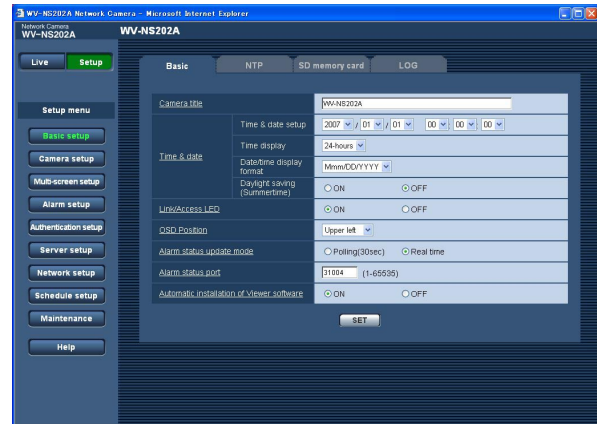 WV-NS202A Network Camera - Microsoft Internet Explorer
Network Camera
WV-NS202A
WV-NS202A
Live
Setup
Basic
NTP
SD memory card
LOG
Setup menu
Basic setup
Camera setup
Multi-screen setup
Alarm setup
Authentication setup
Server setup
Network setup
Schedule setup
Maintenance
Help
Camera title
WV-NS202A
Time & date
Time & date setup
2007 / 01 / 01 00 : 00 : 00
Time display
24-hours
Date/time display
format
Mmm/DD/YYYY
Daylight saving
(Summertime)
ON OFF
Link/Access LED
ON OFF
OSD Position
Upper left
Alarm status update mode
Polling(30sec) Real time
Alarm status port
31004 (1-65535)
Automatic installation of Viewer software
ON OFF
SET